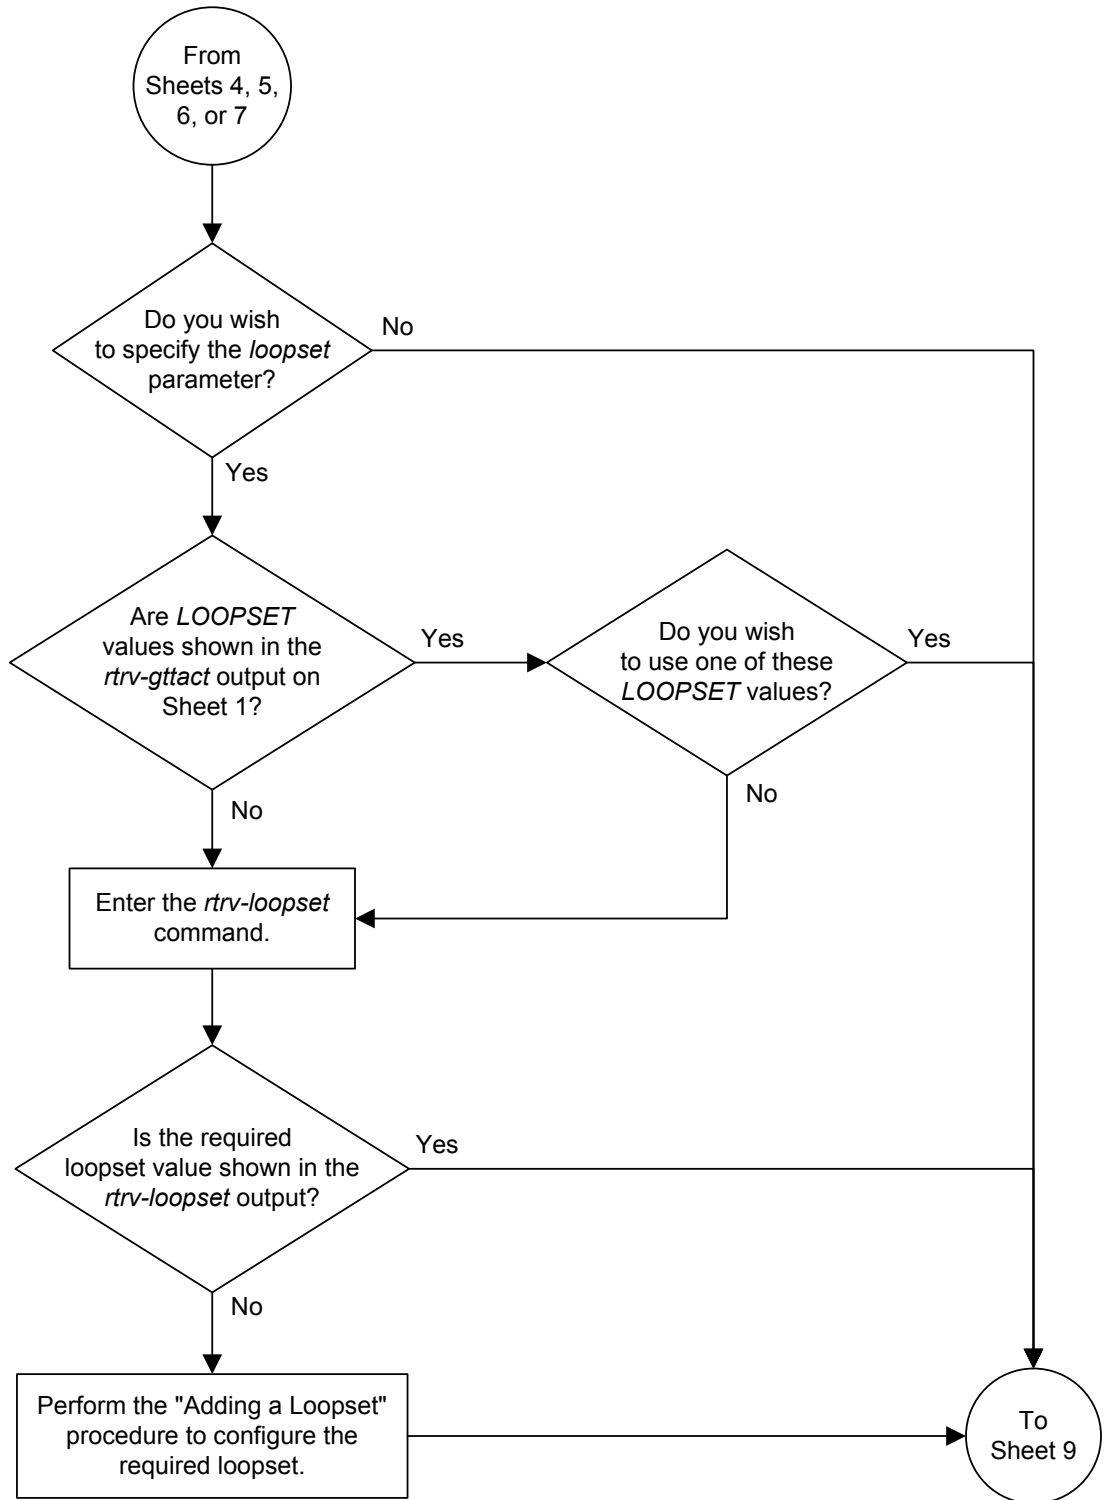 From
Sheets 4, 5,
6, or 7
Do you wish
to specify the loopset
parameter?
No
Yes
Are LOOPSET
values shown in the
rtrv-gttact output on
Sheet 1?
Yes
Do you wish
to use one of these
LOOPSET values?
Yes
No
No
Enter the rtrv-loopset
command.
Is the required
loopset value shown in the
rtrv-loopset output?
Yes
No
Perform the "Adding a Loopset"
procedure to configure the
required loopset.
To
Sheet 9